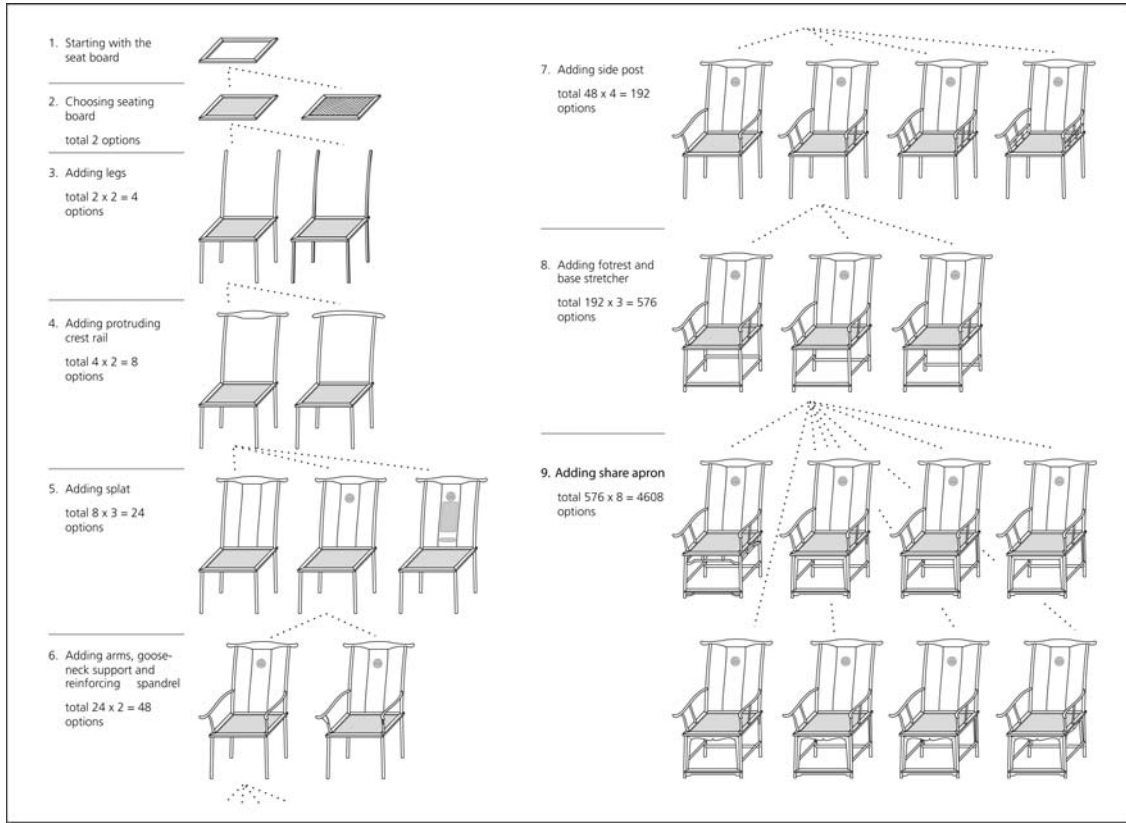 1. Starting with the
seat board
2. Choosing seating
board
total 2 options
3. Adding legs
total 2 x 2 = 4
options
4. Adding protruding
crest rail
total 4 x 2 = 8
options
5. Adding splat
total 8 x 3 = 24
options
6. Adding arms, goose-
neck support and
reinforcing spandrel
total 24 x 2 = 48
options
7. Adding side post
total 48 x 4 = 192
options
8. Adding fotrest and
base stretcher
total 192 x 3 = 576
options
9. Adding share apron
total 576 x 8 = 4608
options